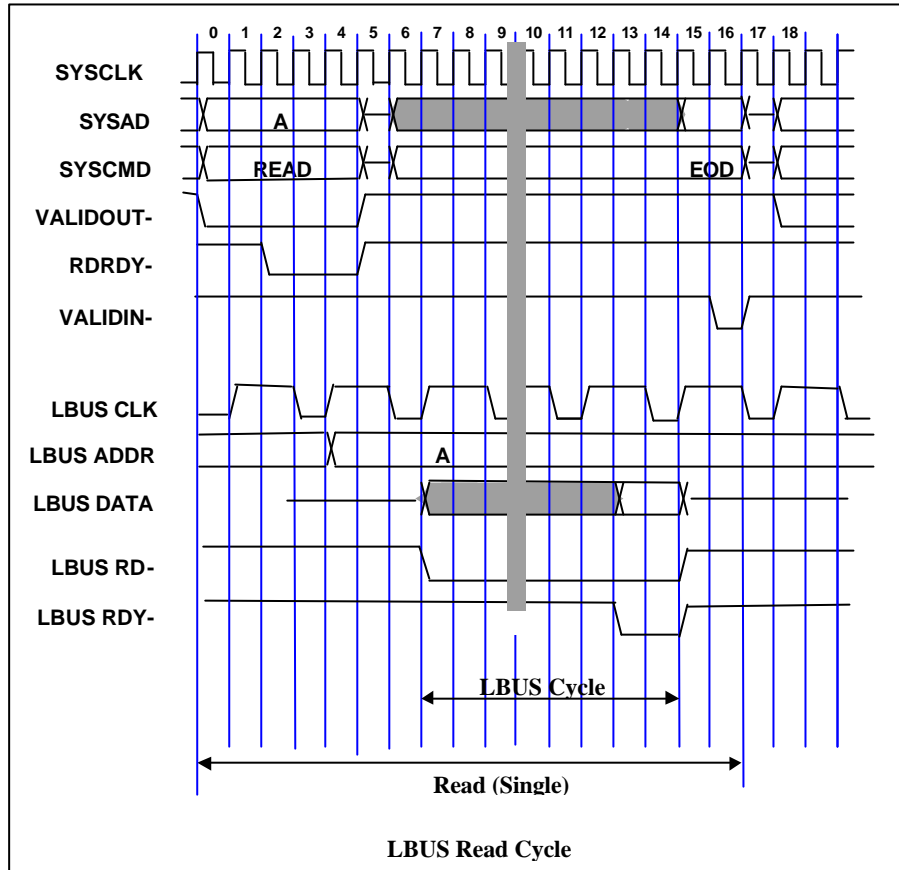 0 1 2 3 4 5 6 7 8 9 10 11 12 13 14 15 16 17 18
SYSCLK
SYSAD A
SYSCMD READ EOD
VALIDOUT-
RDRDY-
VALIDIN-
LBUS CLK
LBUS ADDR A
LBUS DATA
LBUS RD-
LBUS RDY-
LBUS Cycle
Read (Single)
LBUS Read Cycle